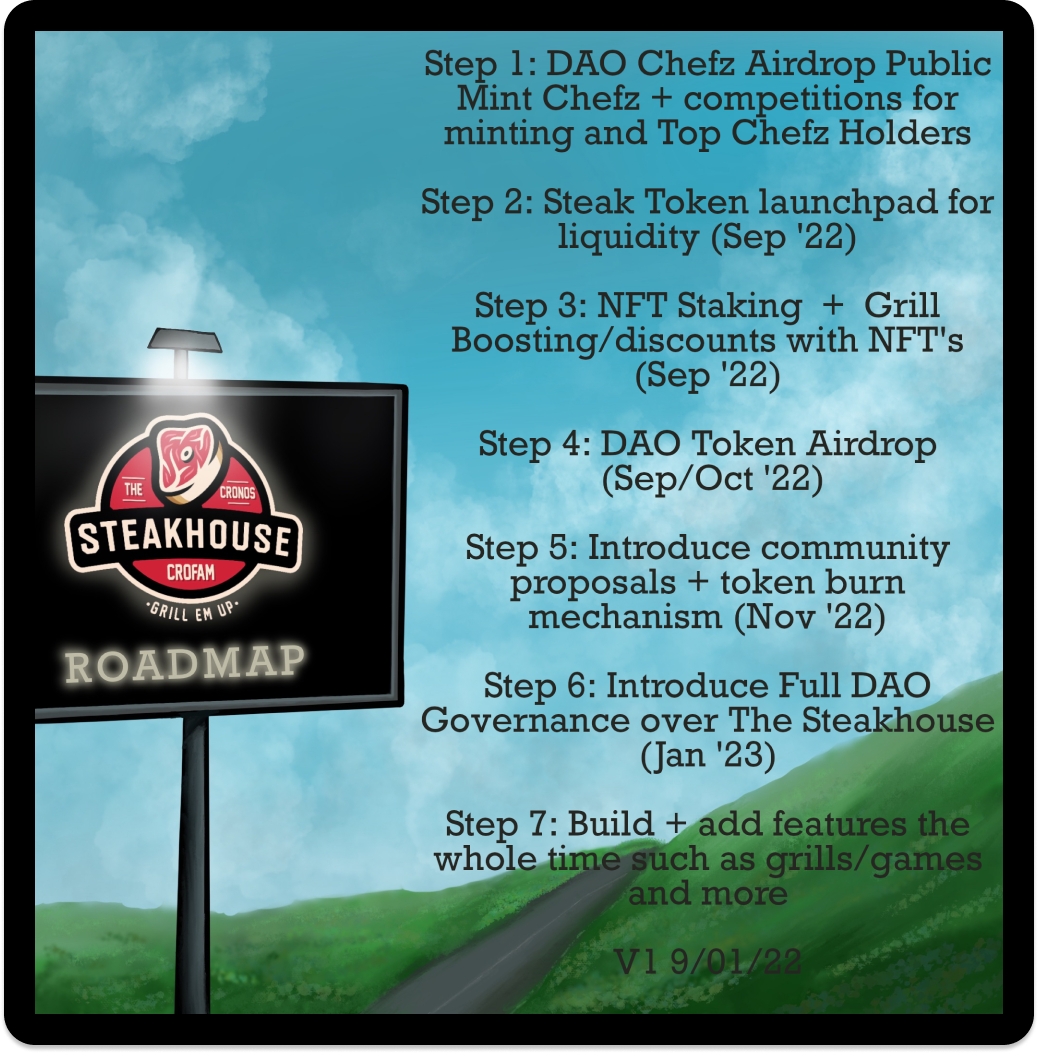 Step 1: DAO Chefz Airdrop Public
Mint Chefz + competitions for
minting and Top Chefz Holders
Step 2: Steak Token launchpad for
liquidity (Sep '22)
Step 3: NFT Staking + Grill
Boosting/discounts with NFT's
(Sep '22)
Step 4: DAO Token Airdrop
(Sep/Oct '22)
Step 5: Introduce community
proposals + token burn
mechanism (Nov '22)
Step 6: Introduce Full DAO
Governance over The Steakhouse
(Jan '23)
Step 7: Build + add features the
whole time such as grills/games
and more
V1 9/01/22
THE CRONOS
STEAKHOUSE
CROFAM
·GRILL EM UP·
ROADMAP